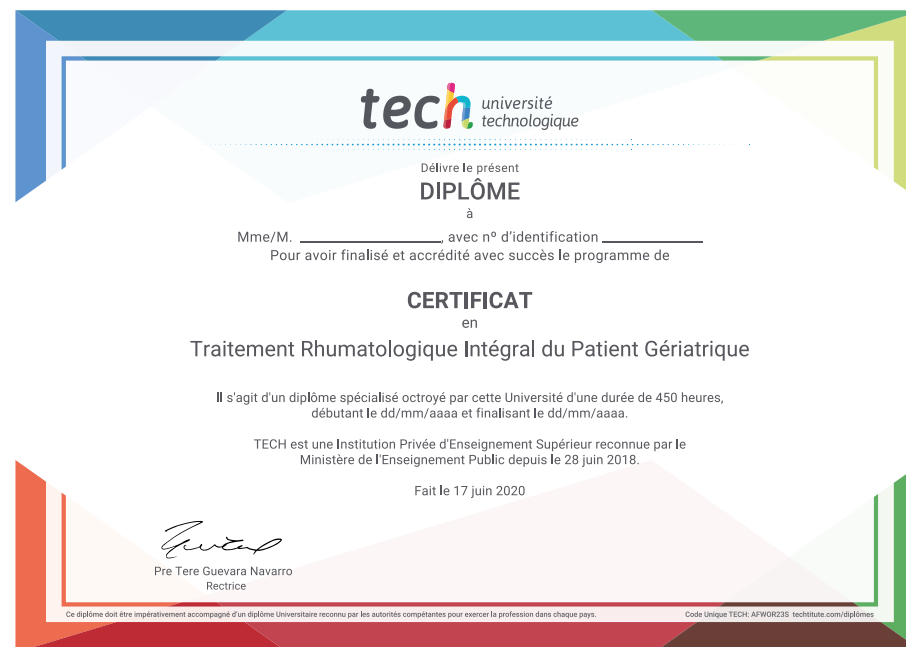 tech université
technologique
Délivre le présent
DIPLÔME
à
Mme/M. ____________________, avec nº d'identification ______________
Pour avoir finalisé et accrédité avec succès le programme de
CERTIFICAT
en
Traitement Rhumatologique Intégral du Patient Gériatrique
Il s'agit d'un diplôme spécialisé octroyé par cette Université d'une durée de 450 heures,
débutant le dd/mm/aaaa et finalisant le dd/mm/aaaa.
TECH est une Institution Privée d'Enseignement Supérieur reconnue par le
Ministère de l'Enseignement Public depuis le 28 juin 2018.
Fait le 17 juin 2020
Pre Tere Guevara Navarro
Rectrice
Ce diplôme doit être impérativement accompagné d'un diplôme Universitaire reconnu par les autorités compétantes pour exercer la profession dans chaque pays.
Code Unique TECH: AFWOR23S techtitute.com/diplômes